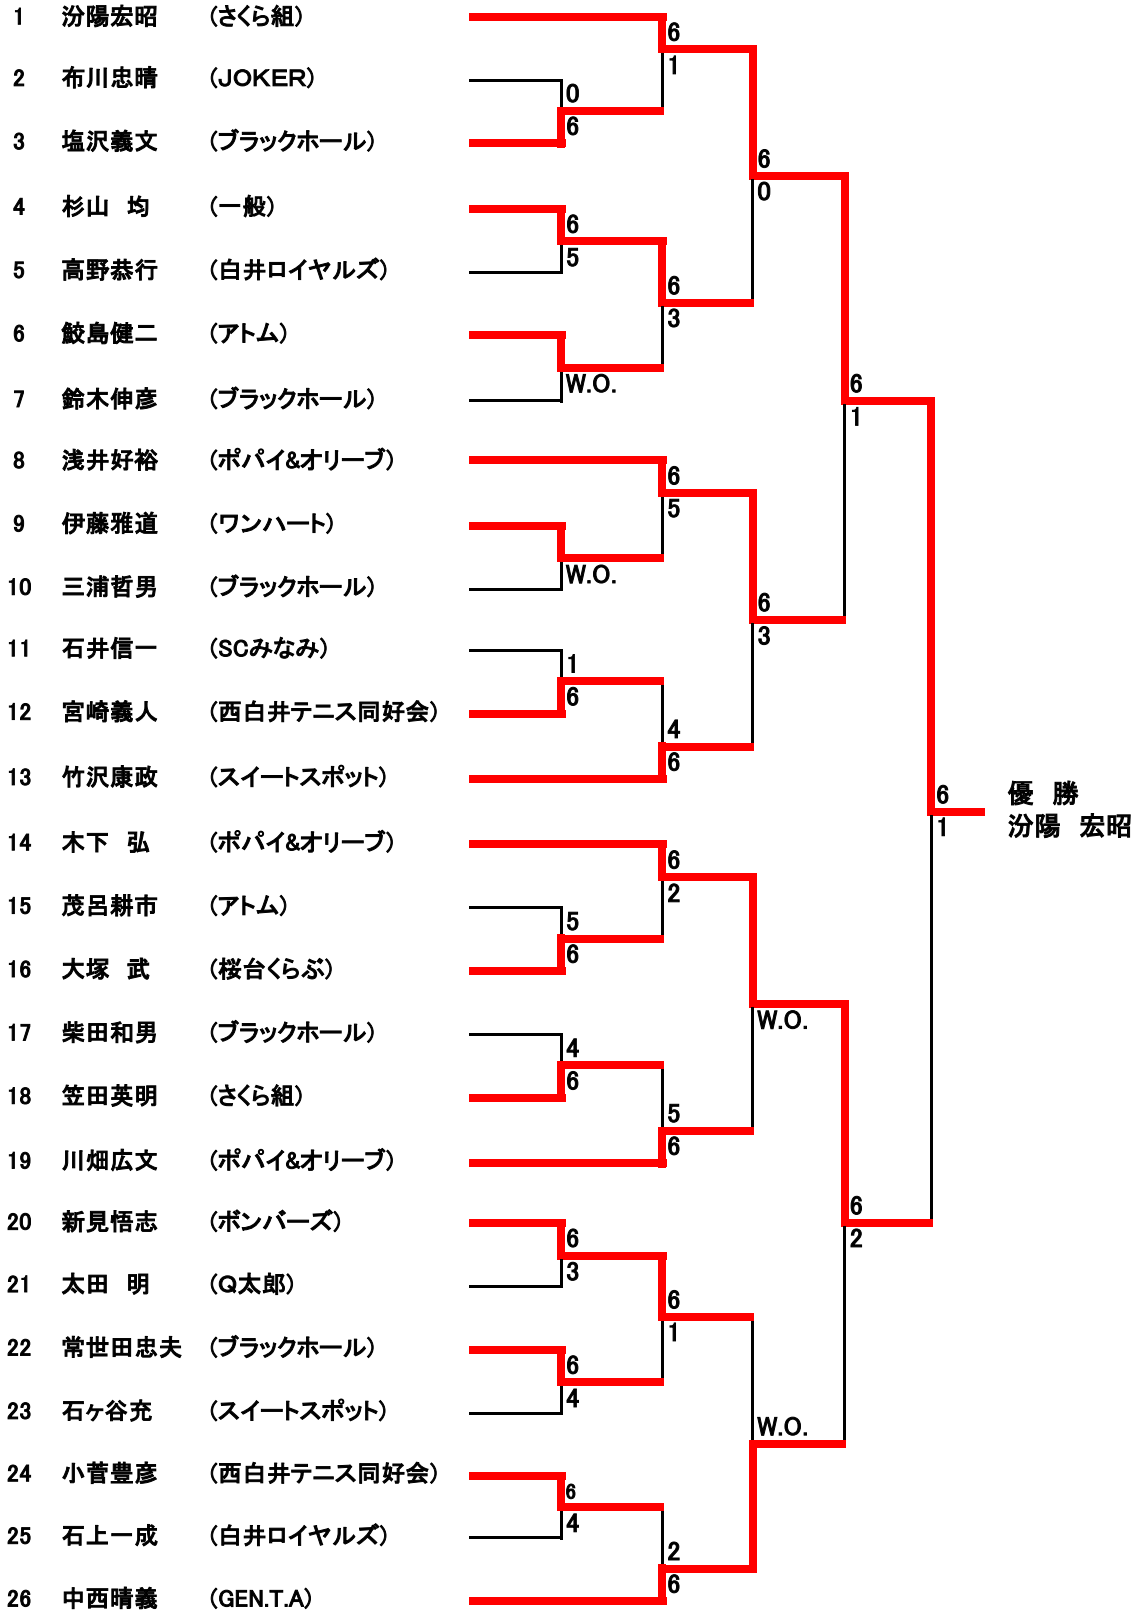 1 汾陽宏昭 (さくら組)
6
1
2 布川忠晴 (JOKER)
0
6
3 塩沢義文 (ブラックホール)
6
0
4 杉山 均 (一般)
6
5
5 高野恭行 (白井ロイヤルズ)
6
3
6 鮫島健二 (アトム)
W.O.
7 鈴木伸彦 (ブラックホール)
6
1
8 浅井好裕 (ポパイ&オリーブ)
6
5
9 伊藤雅道 (ワンハート)
W.O.
10 三浦哲男 (ブラックホール)
6
3
11 石井信一 (SCみなみ)
1
6
12 宮崎義人 (西白井テニス同好会)
4
6
13 竹沢康政 (スイートスポット)
6
1
優 勝
汾陽 宏昭
14 木下 弘 (ポパイ&オリーブ)
6
2
15 茂呂耕市 (アトム)
5
6
16 大塚 武 (桜台くらぶ)
W.O.
17 柴田和男 (ブラックホール)
4
6
18 笠田英明 (さくら組)
5
6
19 川畑広文 (ポパイ&オリーブ)
6
2
20 新見悟志 (ボンバーズ)
6
3
21 太田 明 (Q太郎)
6
1
22 常世田忠夫 (ブラックホール)
6
4
23 石ヶ谷充 (スイートスポット)
W.O.
24 小菅豊彦 (西白井テニス同好会)
6
4
25 石上一成 (白井ロイヤルズ)
2
6
26 中西晴義 (GEN.T.A)